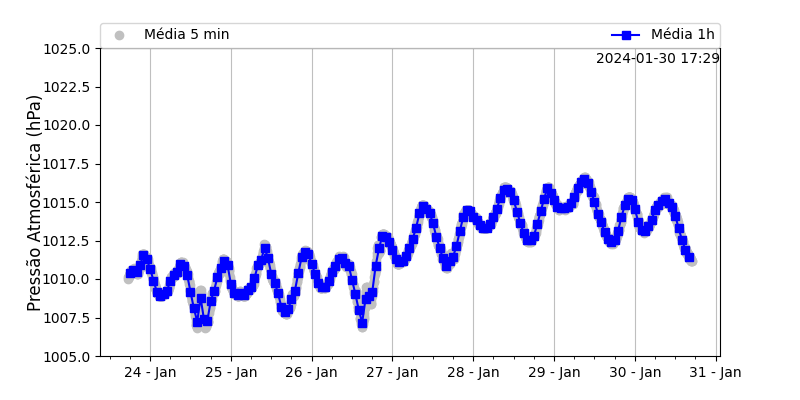 Média 5 min
Média 1h
2024-01-30 17:29
Pressão Atmosférica (hPa)
1025.0
1022.5
1020.0
1017.5
1015.0
1012.5
1010.0
1007.5
1005.0
24 - Jan
25 - Jan
26 - Jan
27 - Jan
28 - Jan
29 - Jan
30 - Jan
31 - Jan